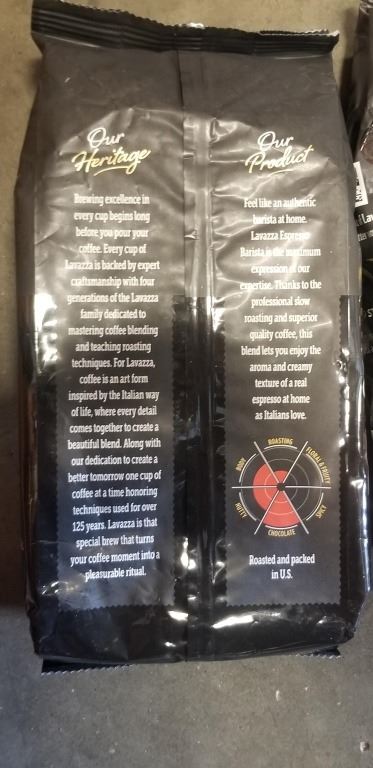 Our
Heritage
Brewing excellence in
every cup begins long
before you pour your
coffee. Every cup of
Lavazza is backed by expert
craftsmanship with four
generations of the Lavazza
family dedicated to
mastering coffee blending
and teaching roasting
techniques. For Lavazza,
coffee is an art form
inspired by the Italian way
of life, where every detail
comes together to create a
beautiful blend. Along with
our dedication to create a
better tomorrow one cup of
coffee at a time honoring
techniques used for over
125 years. Lavazza is that
special brew that turns
your coffee moment into a
pleasurable ritual.
Our
Product
Feel like an authentic
barista at home.
Lavazza Espresso
Barista is the maximum
expression of our
expertise. Thanks to the
professional slow
roasting and superior
quality coffee, this
blend lets you enjoy the
aroma and creamy
texture of a real
espresso at home
as Italians love.
ROASTING
FLORAL & FRUITY
SPICY
CHOCOLATE
NUTTY
BODY
Roasted and packed
in U.S.